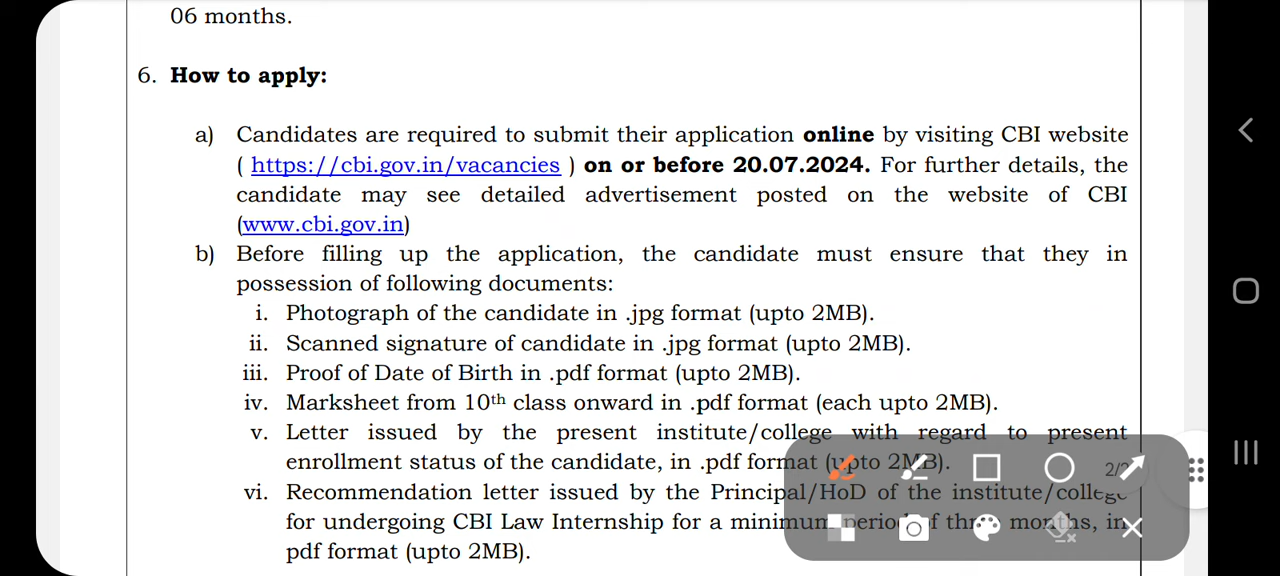 06 months.
6. How to apply:
a) Candidates are required to submit their application online by visiting CBI website
( https://cbi.gov.in/vacancies ) on or before 20.07.2024. For further details, the
candidate may see detailed advertisement posted on the website of CBI
(www.cbi.gov.in)
b) Before filling up the application, the candidate must ensure that they in
possession of following documents:
i. Photograph of the candidate in .jpg format (upto 2MB).
ii. Scanned signature of candidate in .jpg format (upto 2MB).
iii. Proof of Date of Birth in .pdf format (upto 2MB).
iv. Marksheet from 10th class onward in .pdf format (each upto 2MB).
v. Letter issued by the present institute/college with regard to present
enrollment status of the candidate, in .pdf format (upto 2MB).
vi. Recommendation letter issued by the Principal/HoD of the institute/college
for undergoing CBI Law Internship for a minimum period of three months, in
pdf format (upto 2MB).